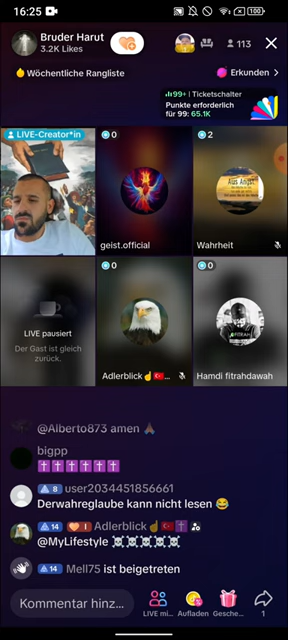 16:25
100
Bruder Harut
3.2K Likes
113
Wöchentliche Rangliste
Erkunden >
99+ | Ticketschalter
Punkte erforderlich
für 99: 65.1K
LIVE-Creator*in
0
geist.official
2
Wahrheit
LIVE pausiert
Der Gast ist gleich
zurück.
0
Adlerblick☝🇹🇷...
0
FITRAH
Hamdi fitrahdawah
@Alberto873 amen 🙏
bigpp
✝️✝️✝️✝️✝️✝️
8 user2034451856661
Derwahreglaube kann nicht lesen 😂
14 I Adlerblick☝🇹🇷✝️
@MyLifestyle ☠️☠️☠️☠️☠️
14 Mell75 ist beigetreten
Kommentar hinz...
LIVE mi...
Aufladen
Gesche...
1